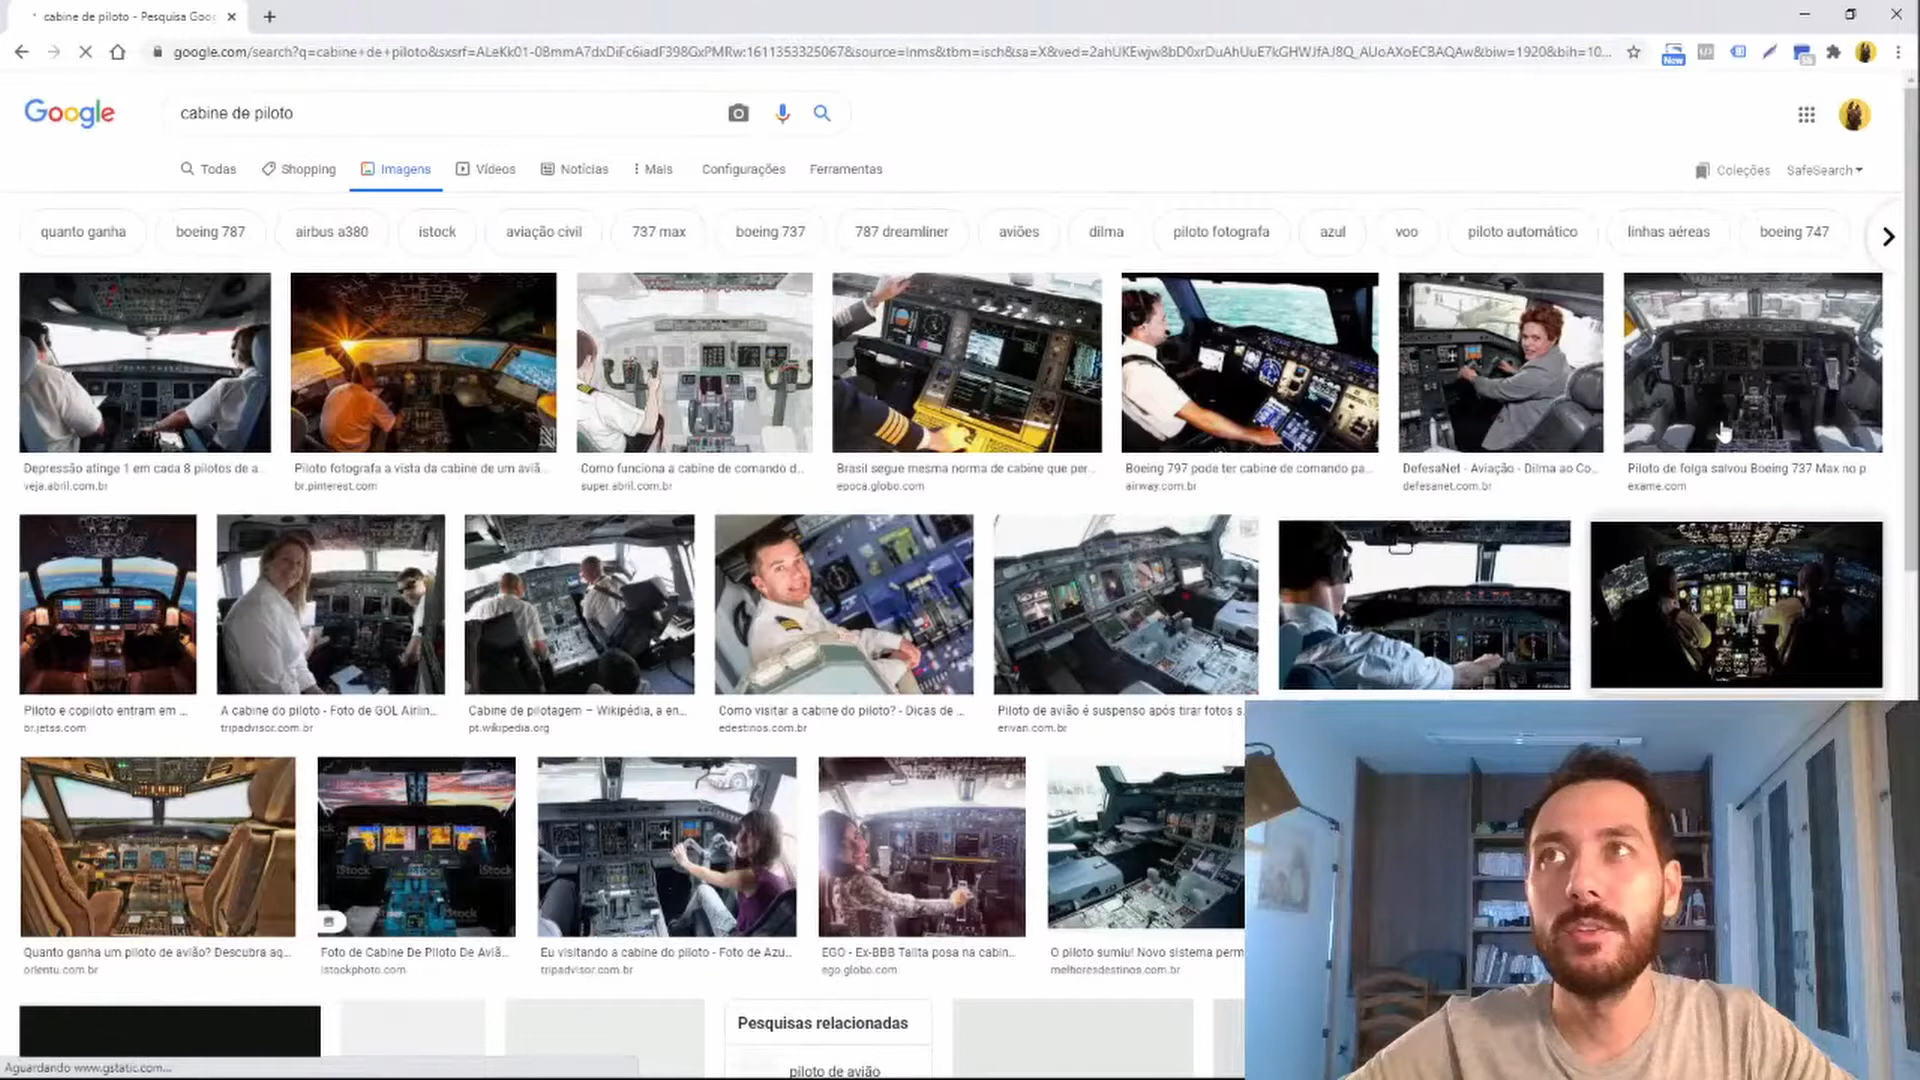 cabine de piloto - Pesquisa Goo
google.com/search?q=cabine+de+piloto&sxsrf=ALeKk01-08mmA7dxDiFc6iadF398GxPMRw:1611353325067&source=lnms&tbm=isch&sa=X&ved=2ahUKEwjw8bD0xrDuAhUuE7kGHWJfAJ8Q_AUoAXoECBAQAw&biw=1920&bih=10...
New
Google
cabine de piloto
Todas
Shopping
Imagens
Vídeos
Notícias
Mais
Configurações
Ferramentas
Coleções
SafeSearch
quanto ganha
boeing 787
airbus a380
istock
aviação civil
737 max
boeing 737
787 dreamliner
aviões
dilma
piloto fotografa
azul
voo
piloto automático
linhas aéreas
boeing 747
Depressão atinge 1 em cada 8 pilotos de a...
veja.abril.com.br
Piloto fotografa a vista da cabine de um aviã...
br.pinterest.com
Como funciona a cabine de comando d...
super.abril.com.br
Brasil segue mesma norma de cabine que per...
epoca.globo.com
Boeing 797 pode ter cabine de comando pa...
airway.com.br
DefesaNet - Aviação - Dilma ao Co...
defesanet.com.br
Piloto de folga salvou Boeing 737 Max no p
exame.com
Piloto e copiloto entram em ...
br.jetss.com
A cabine do piloto - Foto de GOL Airlin...
tripadvisor.com.br
Cabine de pilotagem – Wikipédia, a en...
pt.wikipedia.org
Como visitar a cabine do piloto? - Dicas de ...
edestinos.com.br
Piloto de avião é suspenso após tirar fotos s
erivan.com.br
iStock
iStock
iStock
Quanto ganha um piloto de avião? Descubra aq...
orientu.com.br
Foto de Cabine De Piloto De Aviã...
istockphoto.com
Eu visitando a cabine do piloto - Foto de Azu...
tripadvisor.com.br
EGO - Ex-BBB Talita posa na cabin...
ego.globo.com
O piloto sumiu! Novo sistema perm
melhoresdestinos.com.br
Pesquisas relacionadas
piloto de avião
Aguardando www.gstatic.com...